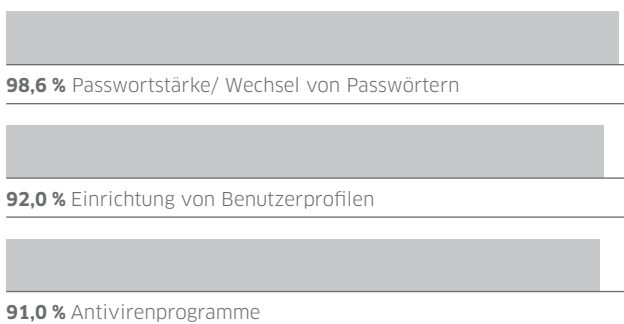 98,6 % Passwortstärke/ Wechsel von Passwörtern
92,0 % Einrichtung von Benutzerprofilen
91,0 % Antivirenprogramme